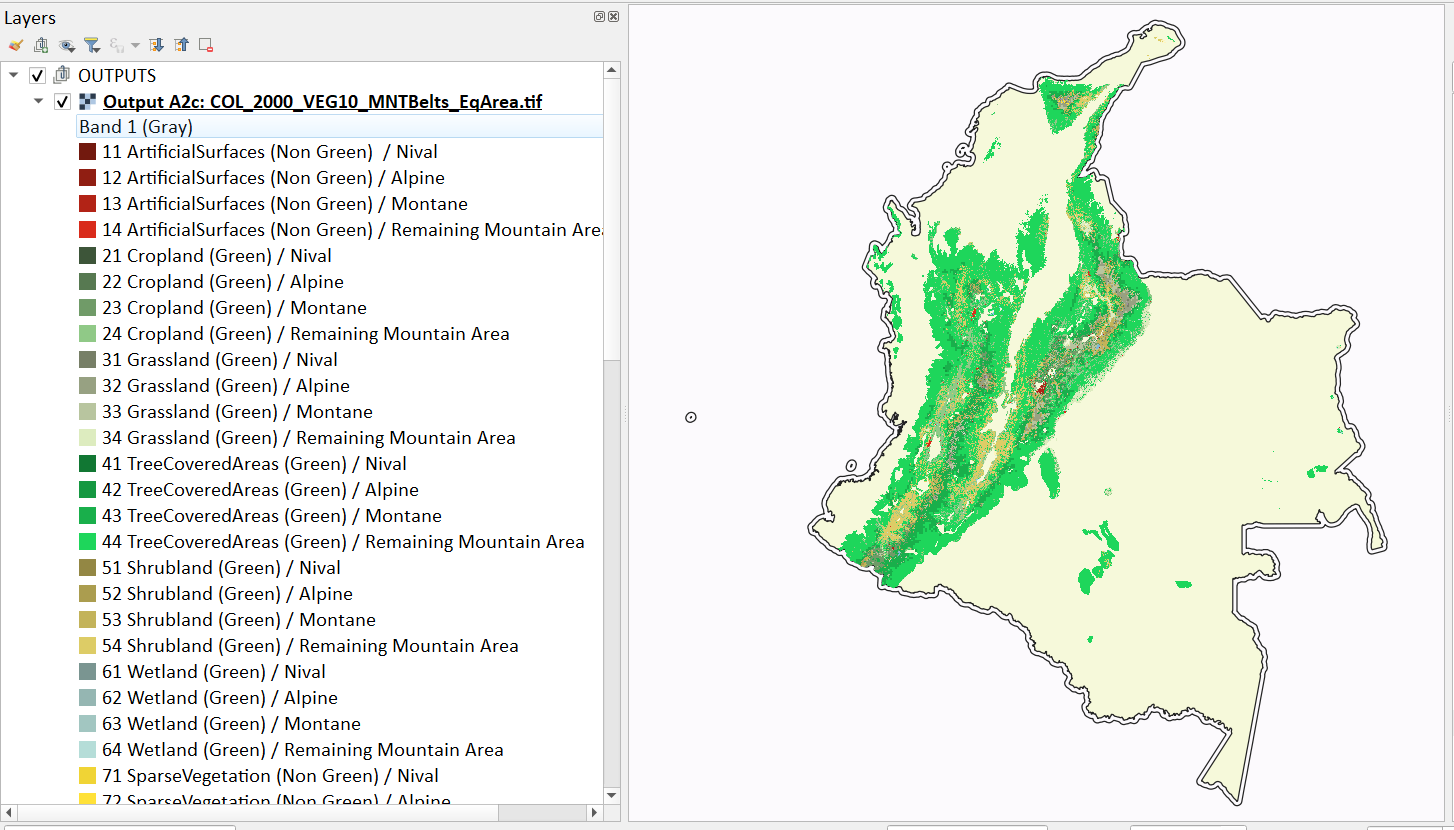 Layers
OUTPUTS
Output A2c: COL_2000_VEG10_MNTBelts_EqArea.tif
Band 1 (Gray)
11 ArtificialSurfaces (Non Green)  / Nival
12 ArtificialSurfaces (Non Green) / Alpine
13 ArtificialSurfaces (Non Green) / Montane
14 ArtificialSurfaces (Non Green) / Remaining Mountain Area
21 Cropland (Green) / Nival
22 Cropland (Green) / Alpine
23 Cropland (Green) / Montane
24 Cropland (Green) / Remaining Mountain Area
31 Grassland (Green) / Nival
32 Grassland (Green) / Alpine
33 Grassland (Green) / Montane
34 Grassland (Green) / Remaining Mountain Area
41 TreeCoveredAreas (Green) / Nival
42 TreeCoveredAreas (Green) / Alpine
43 TreeCoveredAreas (Green) / Montane
44 TreeCoveredAreas (Green) / Remaining Mountain Area
51 Shrubland (Green) / Nival
52 Shrubland (Green) / Alpine
53 Shrubland (Green) / Montane
54 Shrubland (Green) / Remaining Mountain Area
61 Wetland (Green) / Nival
62 Wetland (Green) / Alpine
63 Wetland (Green) / Montane
64 Wetland (Green) / Remaining Mountain Area
71 SparseVegetation (Non Green) / Nival
72 SparseVegetation (Non Green) / Alpine